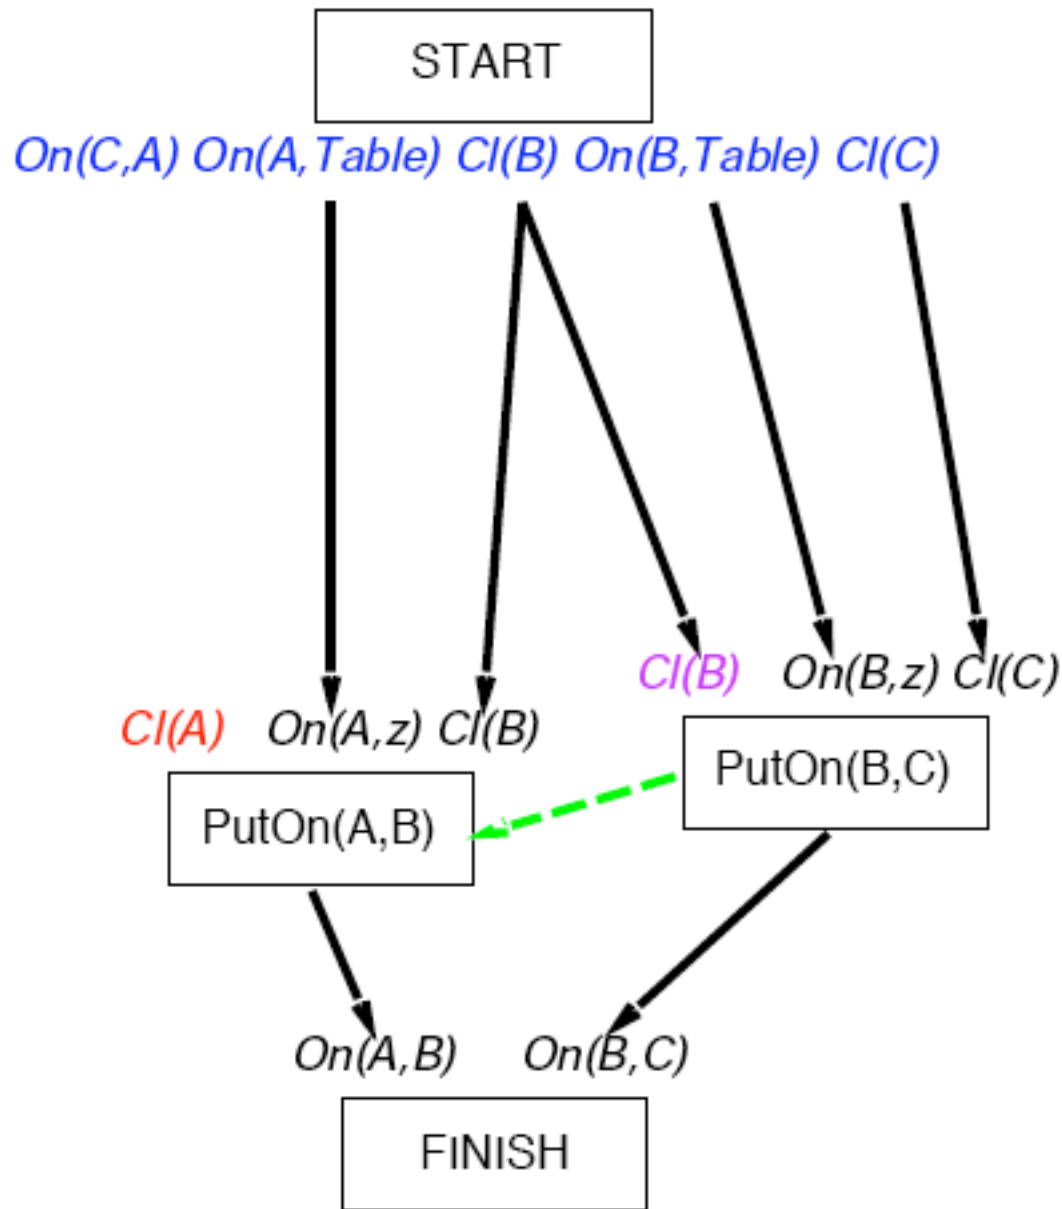 START
On(C,A) On(A,Table) Cl(B) On(B,Table) Cl(C)
Cl(B) On(B,z) Cl(C)
Cl(A) On(A,z) Cl(B)
PutOn(B,C)
PutOn(A,B)
On(A,B) On(B,C)
FINISH